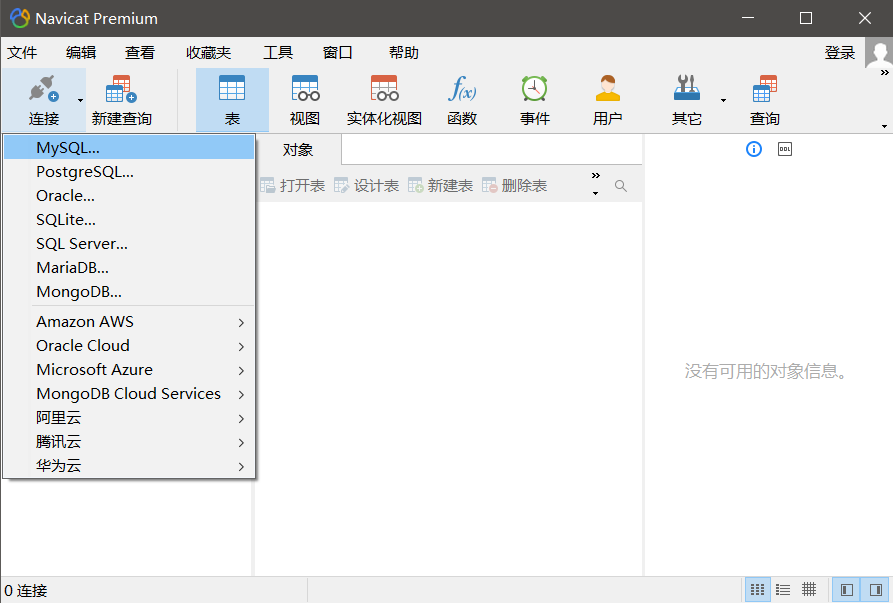 Navicat Premium
文件 编辑 查看 收藏夹 工具 窗口 帮助 登录
连接 新建查询 表 视图 实体化视图 函数 事件 用户 其它 查询
MySQL...
PostgreSQL...
Oracle...
SQLite...
SQL Server...
MariaDB...
MongoDB...
Amazon AWS
Oracle Cloud
Microsoft Azure
MongoDB Cloud Services
阿里云
腾讯云
华为云
对象
打开表 设计表 新建表 删除表
DDL
没有可用的对象信息。
0 连接